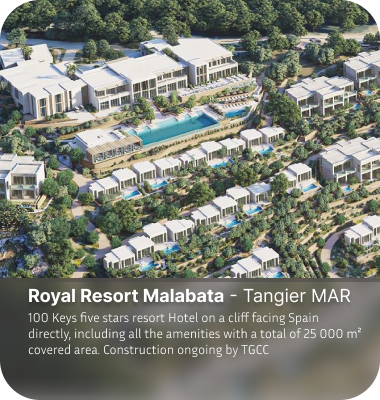 Royal Resort Malabata - Tangier MAR
100 Keys five stars resort Hotel on a cliff facing Spain
directly, including all the amenities with a total of 25 000 m²
covered area. Construction ongoing by TGCC